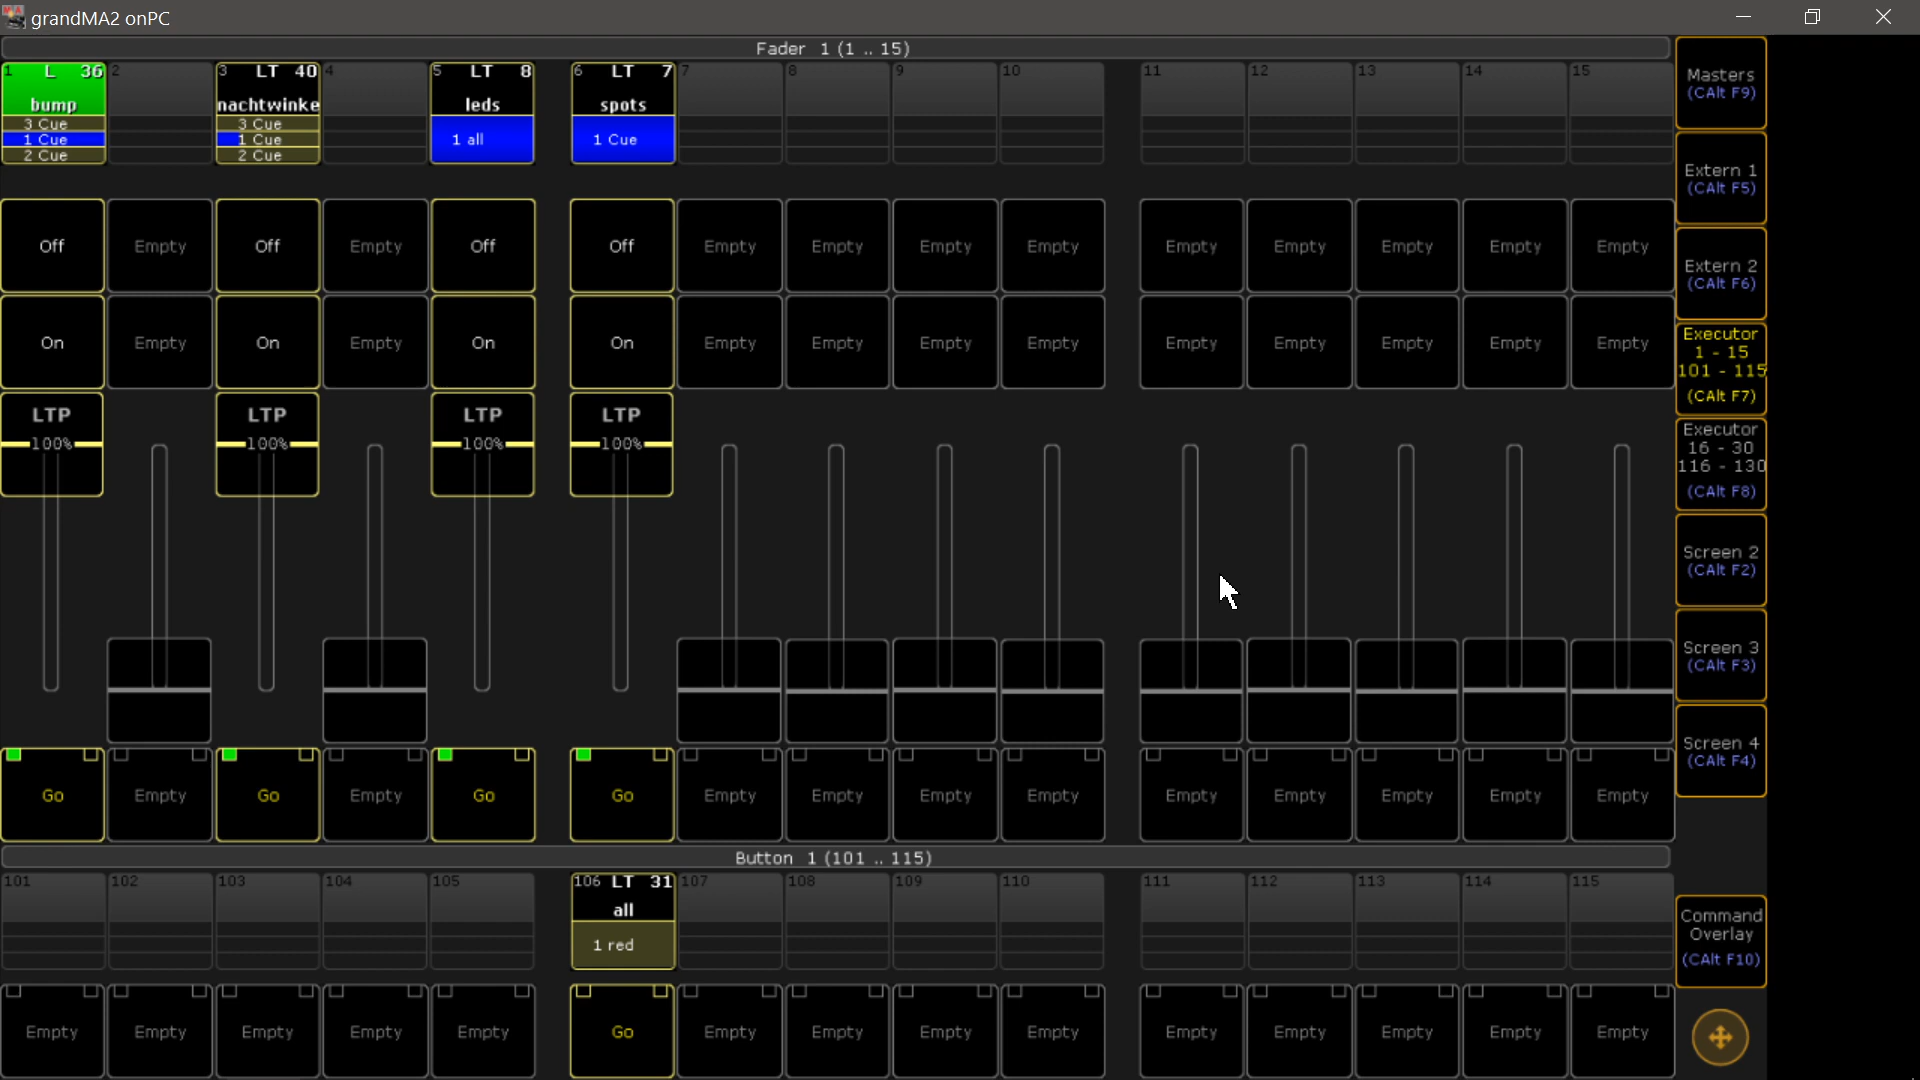 grandMA2 onPC
Fader 1 (1 .. 15)
1 L 36 2 3 LT 40 4 5 LT 8 6 LT 7 7 8 9 10 11 12 13 14 15
bump nachtwinke leds spots
3 Cue 3 Cue
1 Cue 1 Cue 1 all 1 Cue
2 Cue 2 Cue
Off Empty Off Empty Off Off Empty Empty Empty Empty Empty Empty Empty Empty Empty
On Empty On Empty On On Empty Empty Empty Empty Empty Empty Empty Empty Empty
LTP LTP LTP LTP
100% 100% 100% 100%
Go Empty Go Empty Go Go Empty Empty Empty Empty Empty Empty Empty Empty Empty
Button 1 (101 .. 115)
101 102 103 104 105 106 LT 31 107 108 109 110 111 112 113 114 115
all
1 red
Empty Empty Empty Empty Empty Go Empty Empty Empty Empty Empty Empty Empty Empty Empty
Masters
(CAlt F9)
Extern 1
(CAlt F5)
Extern 2
(CAlt F6)
Executor
1 - 15
101 - 115
(CAlt F7)
Executor
16 - 30
116 - 130
(CAlt F8)
Screen 2
(CAlt F2)
Screen 3
(CAlt F3)
Screen 4
(CAlt F4)
Command
Overlay
(CAlt F10)